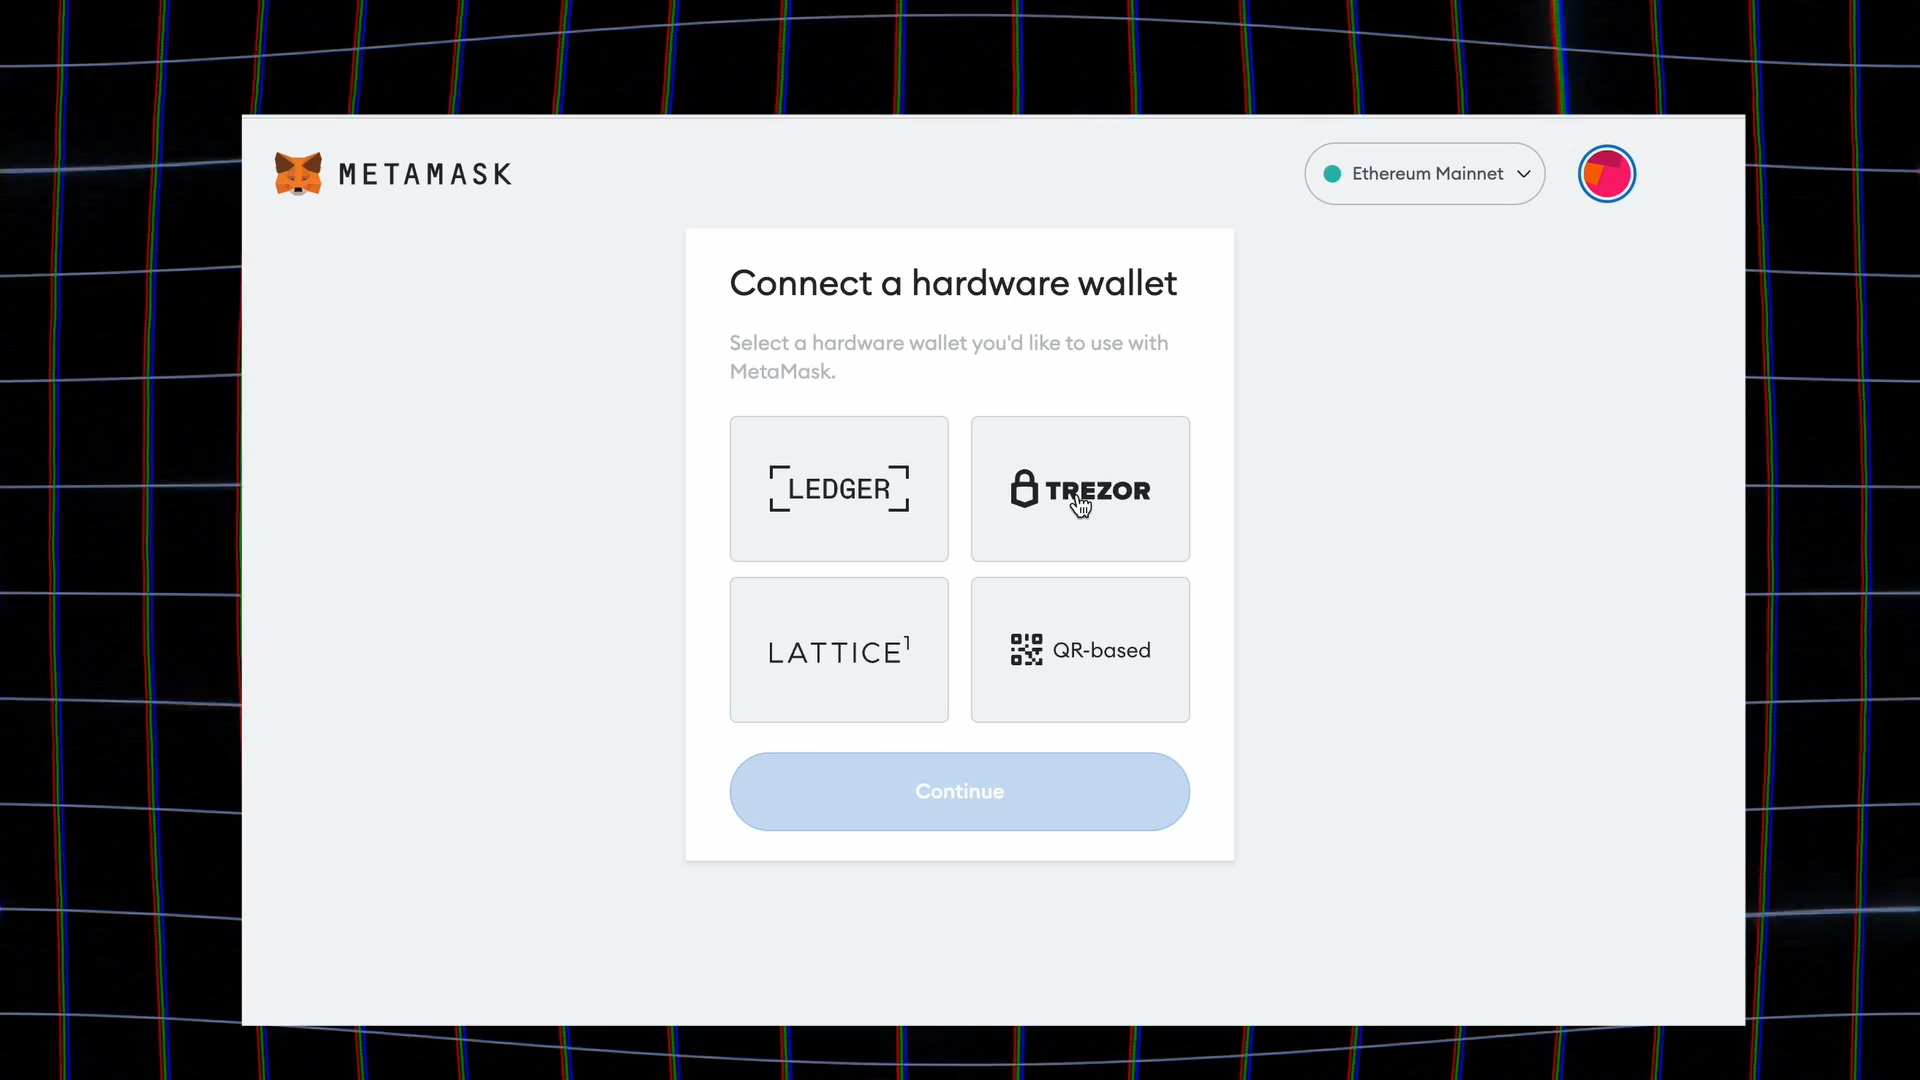 METAMASK
Ethereum Mainnet
Connect a hardware wallet
Select a hardware wallet you'd like to use with
MetaMask.
LEDGER
TREZOR
LATTICE1
QR-based
Continue